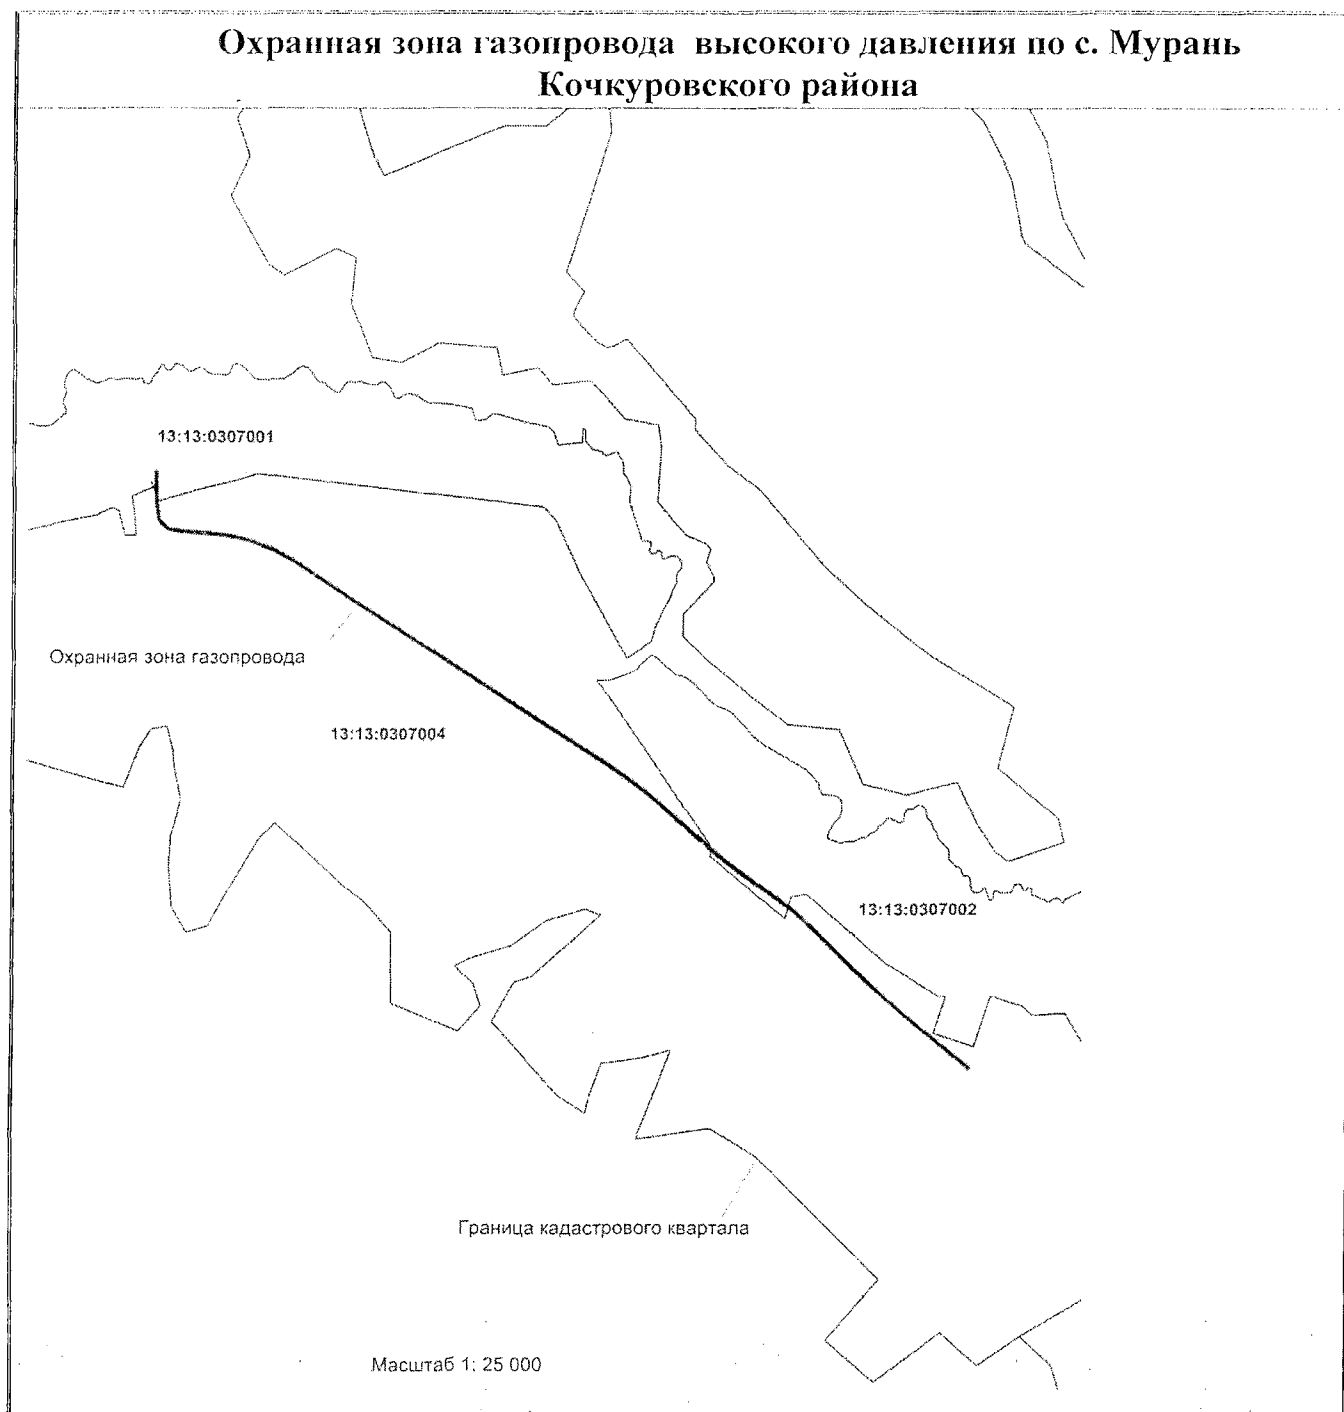 Охранная зона газопровода высокого давления по с. Мурань
Кочкуровского района
13:13:0307001
Охранная зона газопровода
13:13:0307004
13:13:0307002
Граница кадастрового квартала
Масштаб 1: 25 000